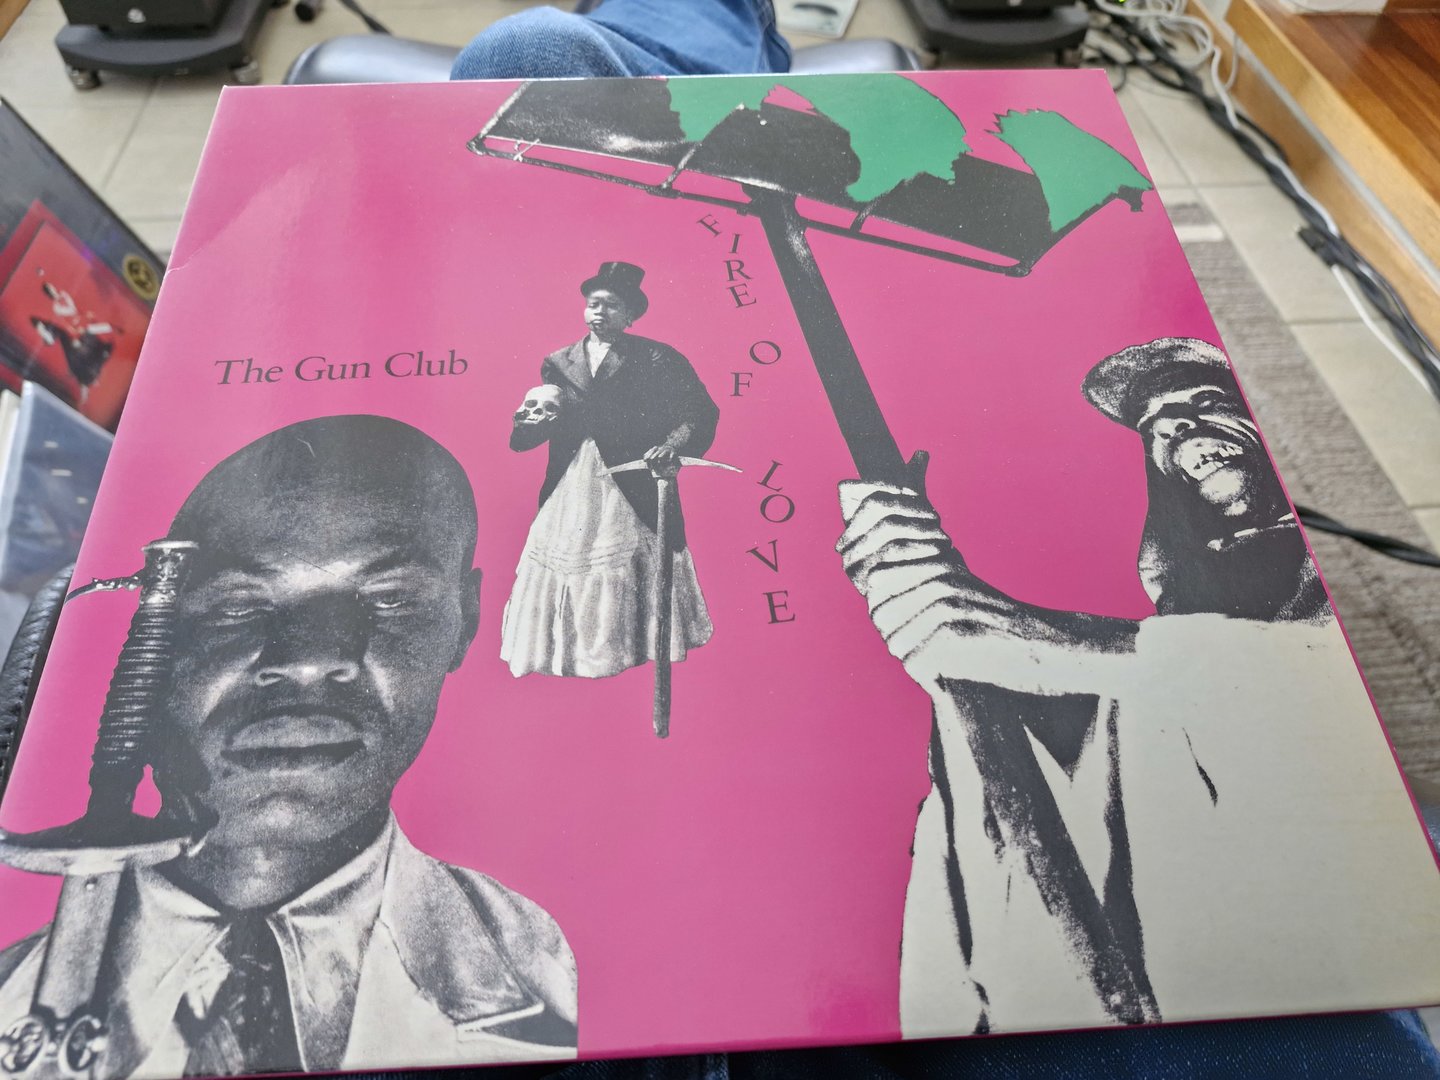 The Gun Club
FIRE
OF
LOVE